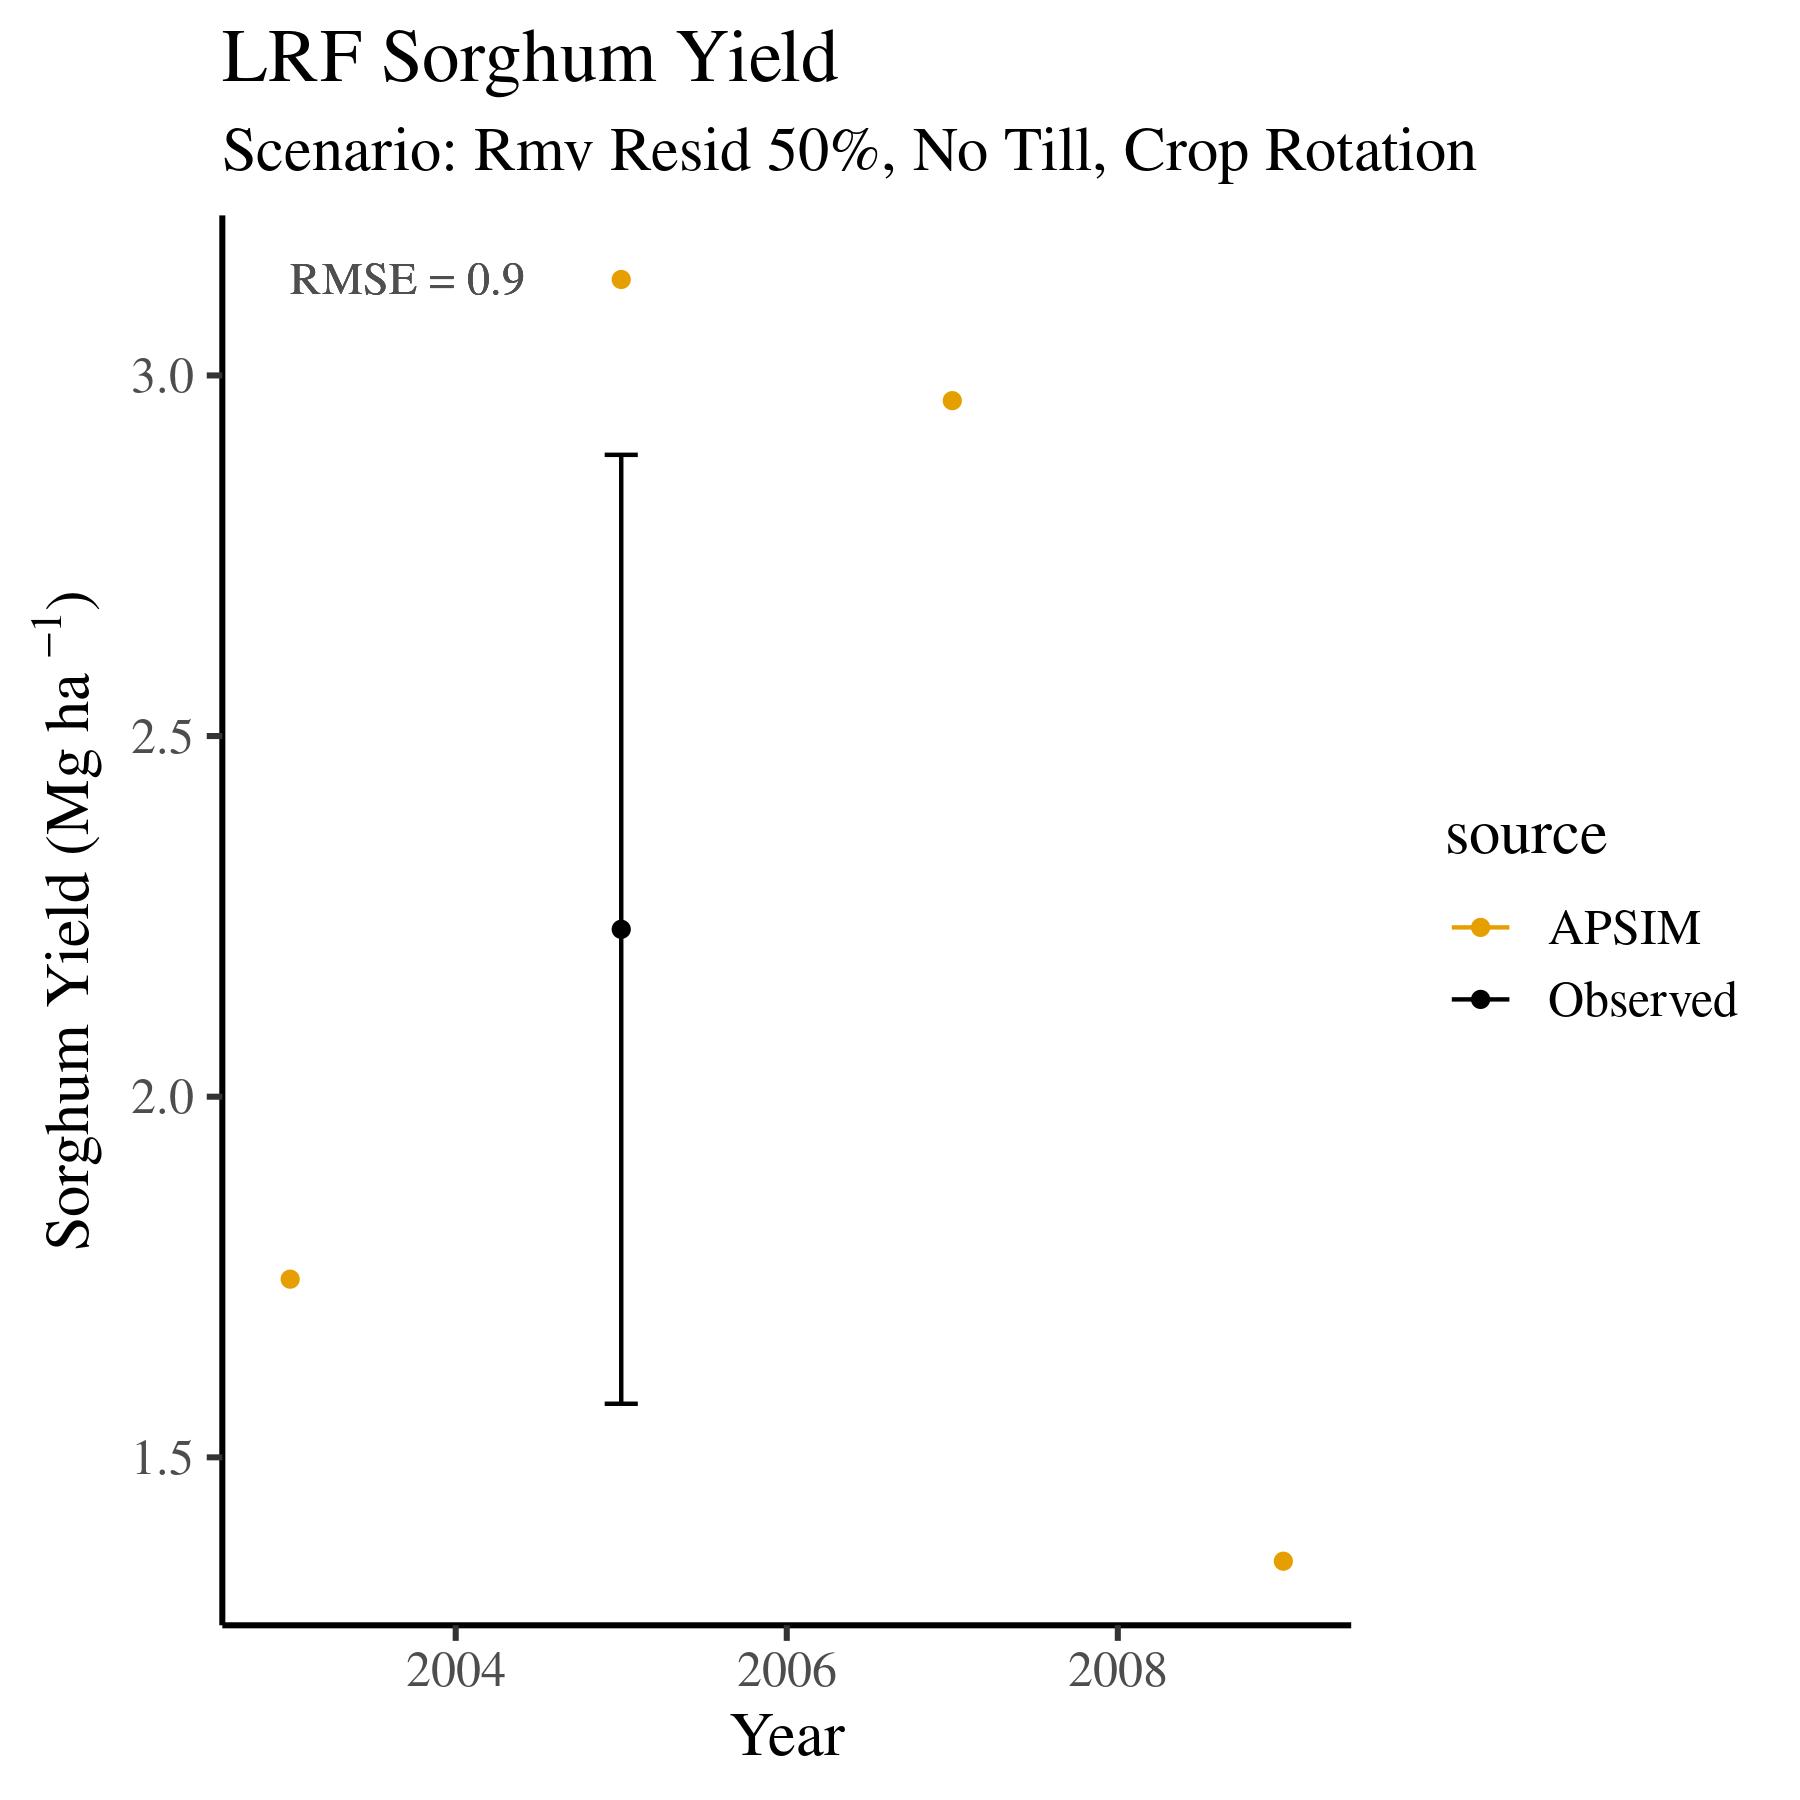 LRF Sorghum Yield
Scenario: Rmv Resid 50%, No Till, Crop Rotation
RMSE = 0.9
3.0
2.5
2.0
1.5
Sorghum Yield (Mg ha ⁻¹)
2004 2006 2008
Year
source
APSIM
Observed